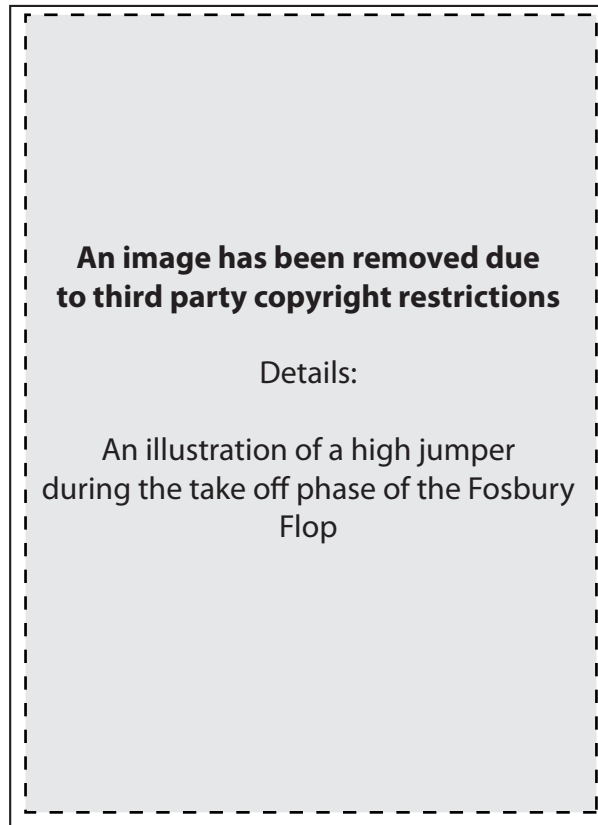 An image has been removed due
to third party copyright restrictions
Details:
An illustration of a high jumper
during the take off phase of the Fosbury
Flop